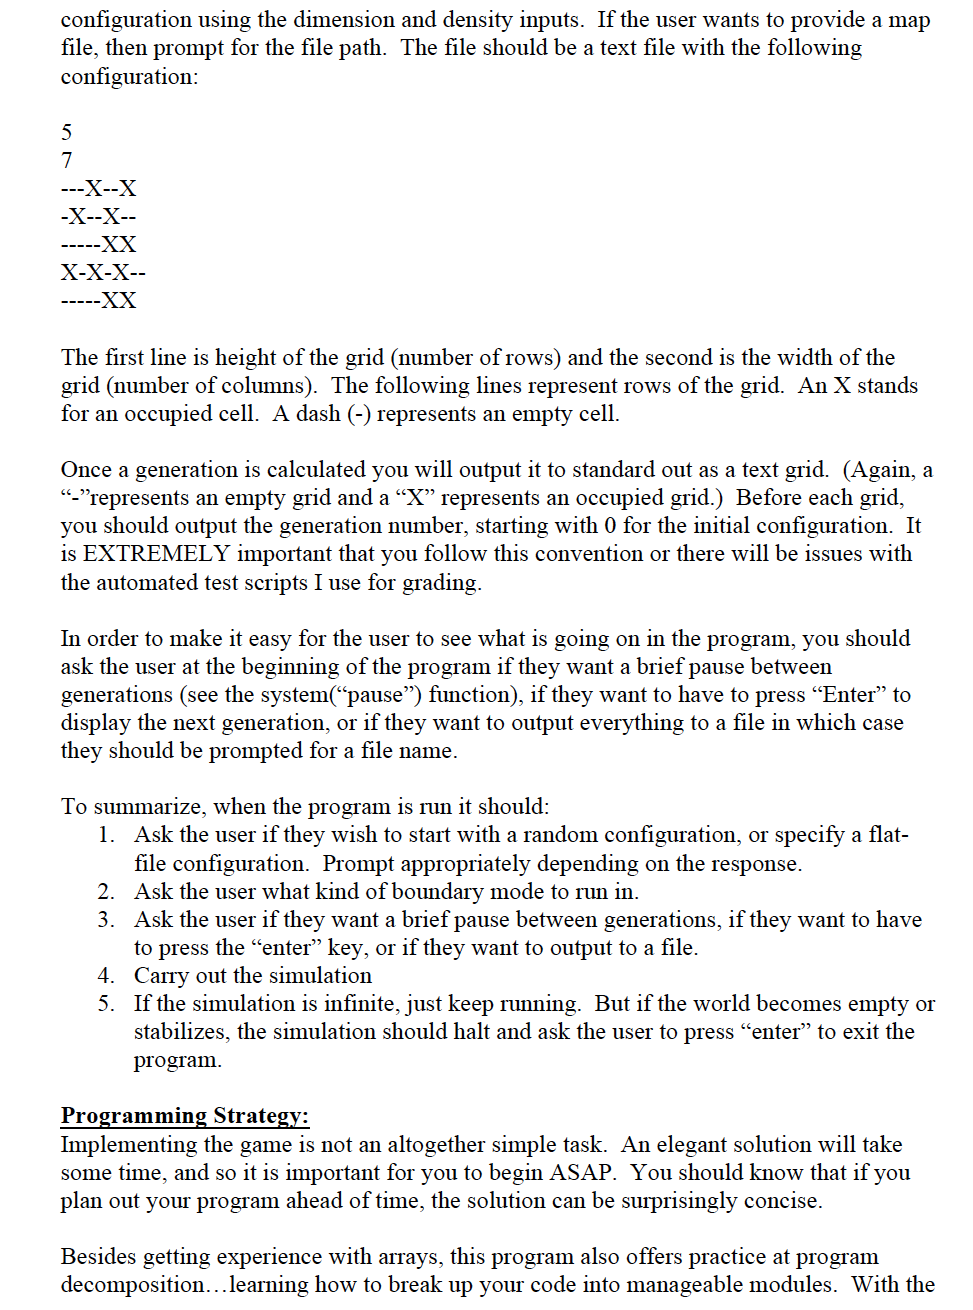 configuration using the dimension and density inputs.  If the user wants to provide a map
file, then prompt for the file path.  The file should be a text file with the following
configuration:
5
7
---X--X
-X--X--
-----XX
X-X-X--
-----XX
The first line is height of the grid (number of rows) and the second is the width of the
grid (number of columns).  The following lines represent rows of the grid.  An X stands
for an occupied cell.  A dash (-) represents an empty cell.
Once a generation is calculated you will output it to standard out as a text grid.  (Again, a
“-”represents an empty grid and a “X” represents an occupied grid.)  Before each grid,
you should output the generation number, starting with 0 for the initial configuration.  It
is EXTREMELY important that you follow this convention or there will be issues with
the automated test scripts I use for grading.
In order to make it easy for the user to see what is going on in the program, you should
ask the user at the beginning of the program if they want a brief pause between
generations (see the system(“pause”) function), if they want to have to press “Enter” to
display the next generation, or if they want to output everything to a file in which case
they should be prompted for a file name.
To summarize, when the program is run it should:
1. Ask the user if they wish to start with a random configuration, or specify a flat-
file configuration.  Prompt appropriately depending on the response.
2. Ask the user what kind of boundary mode to run in.
3. Ask the user if they want a brief pause between generations, if they want to have
to press the “enter” key, or if they want to output to a file.
4. Carry out the simulation
5. If the simulation is infinite, just keep running.  But if the world becomes empty or
stabilizes, the simulation should halt and ask the user to press “enter” to exit the
program.
Programming Strategy:
Implementing the game is not an altogether simple task.  An elegant solution will take
some time, and so it is important for you to begin ASAP.  You should know that if you
plan out your program ahead of time, the solution can be surprisingly concise.
Besides getting experience with arrays, this program also offers practice at program
decomposition…learning how to break up your code into manageable modules.  With the